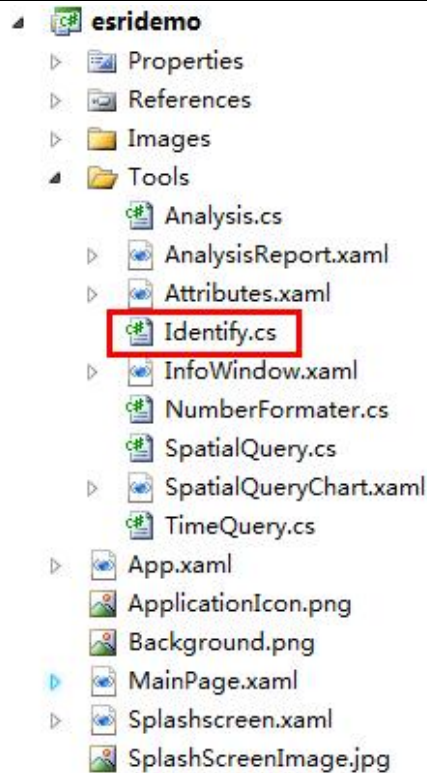 esridemo
Properties
References
Images
Tools
Analysis.cs
AnalysisReport.xaml
Attributes.xaml
Identify.cs
InfoWindow.xaml
NumberFormater.cs
SpatialQuery.cs
SpatialQueryChart.xaml
TimeQuery.cs
App.xaml
ApplicationIcon.png
Background.png
MainPage.xaml
Splashscreen.xaml
SplashScreenImage.jpg